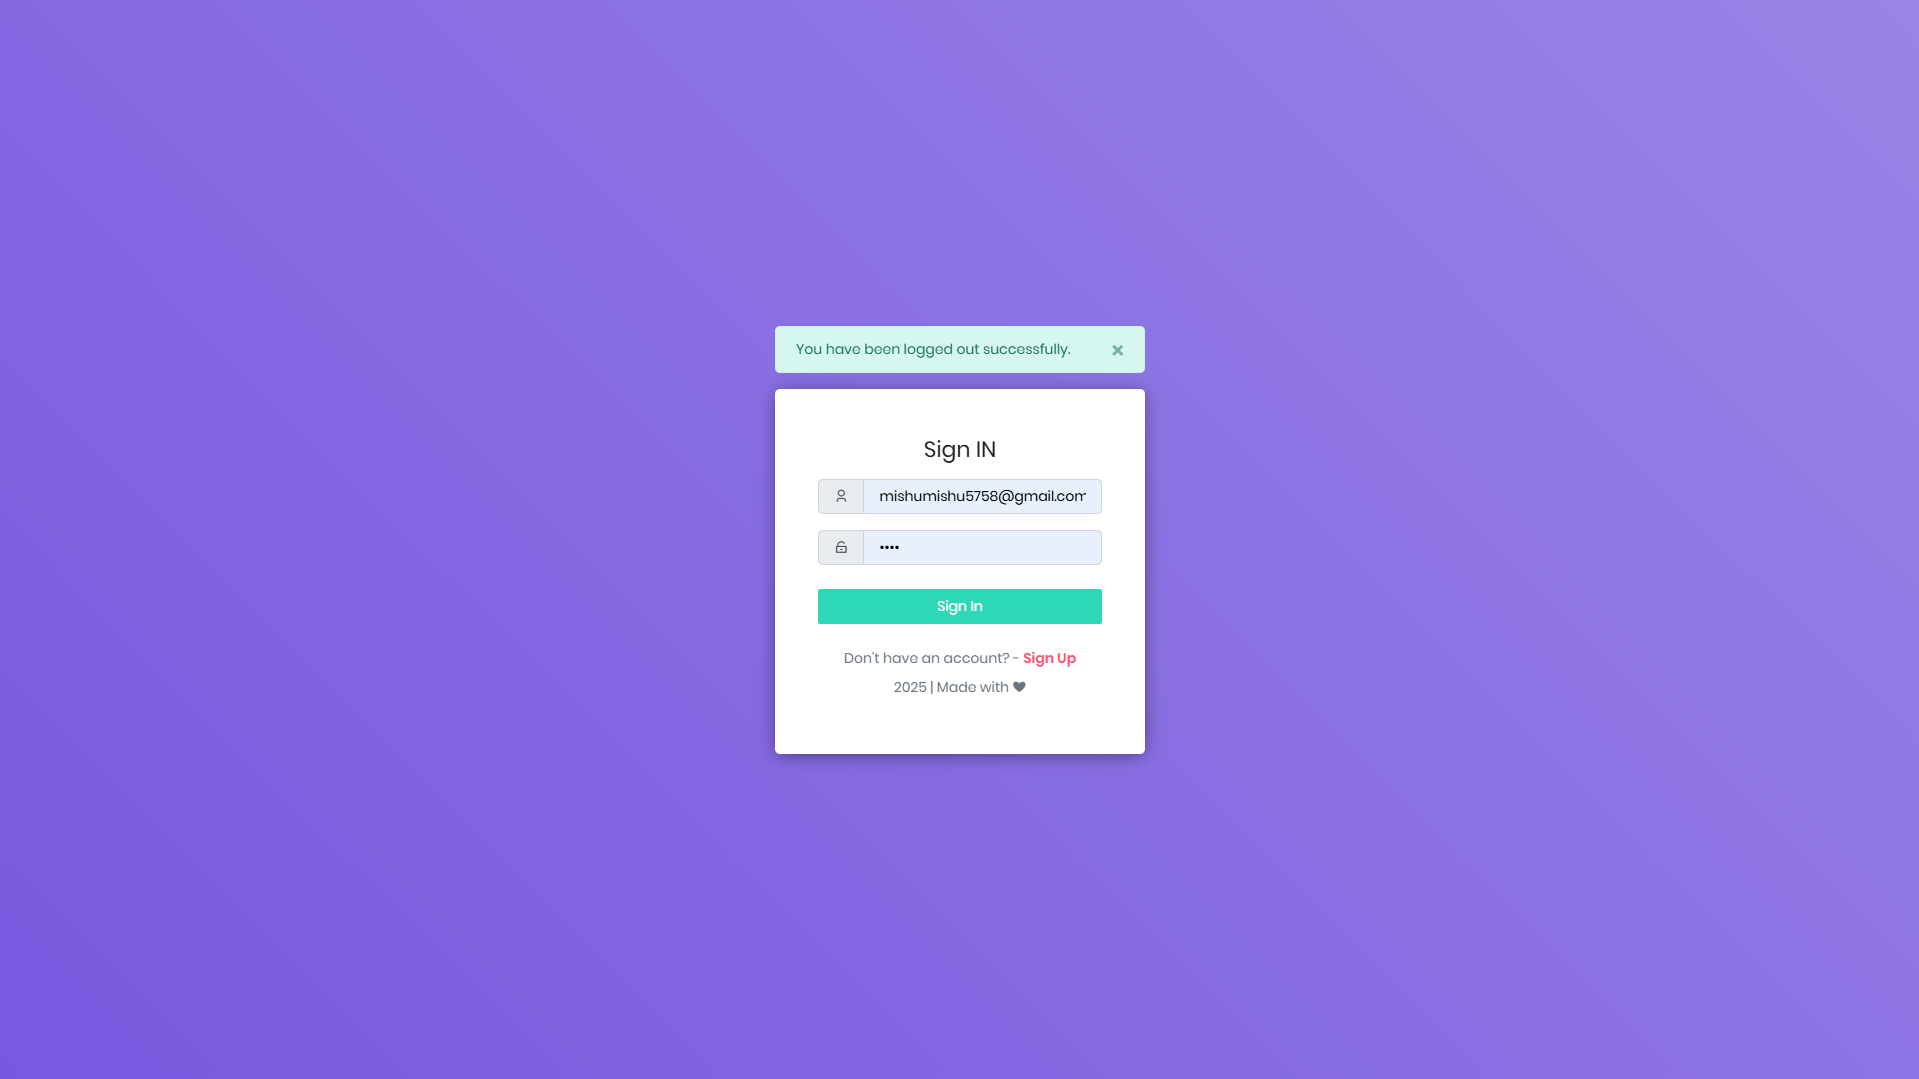 You have been logged out successfully.
Sign IN
mishumishu5758@gmail.com
••••
Sign In
Don't have an account? - Sign Up
2025 | Made with